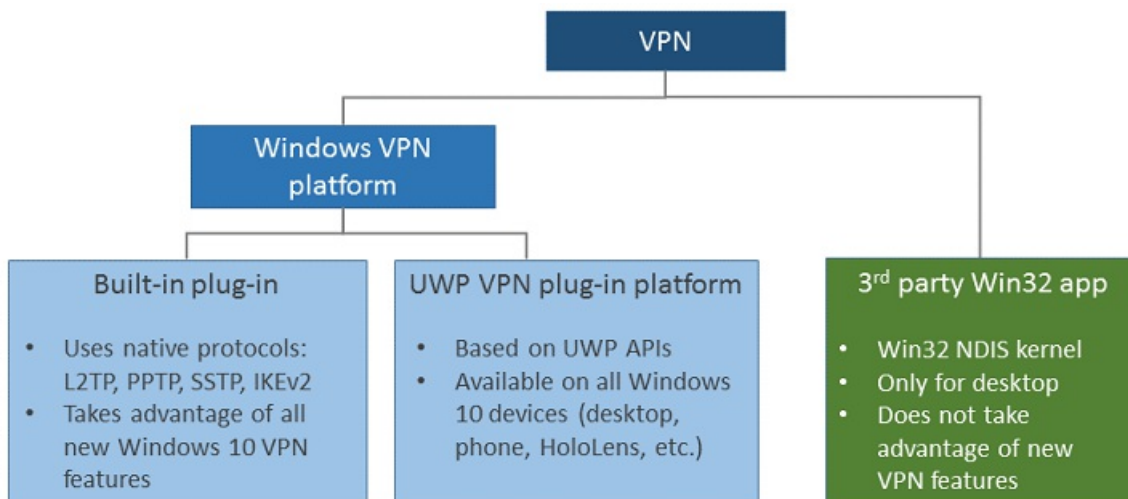 VPN
Windows VPN
platform
Built-in plug-in
• Uses native protocols:
L2TP, PPTP, SSTP, IKEv2
• Takes advantage of all
new Windows 10 VPN
features
UWP VPN plug-in platform
• Based on UWP APIs
• Available on all Windows
10 devices (desktop,
phone, HoloLens, etc.)
3rd party Win32 app
• Win32 NDIS kernel
• Only for desktop
• Does not take
advantage of new
VPN features